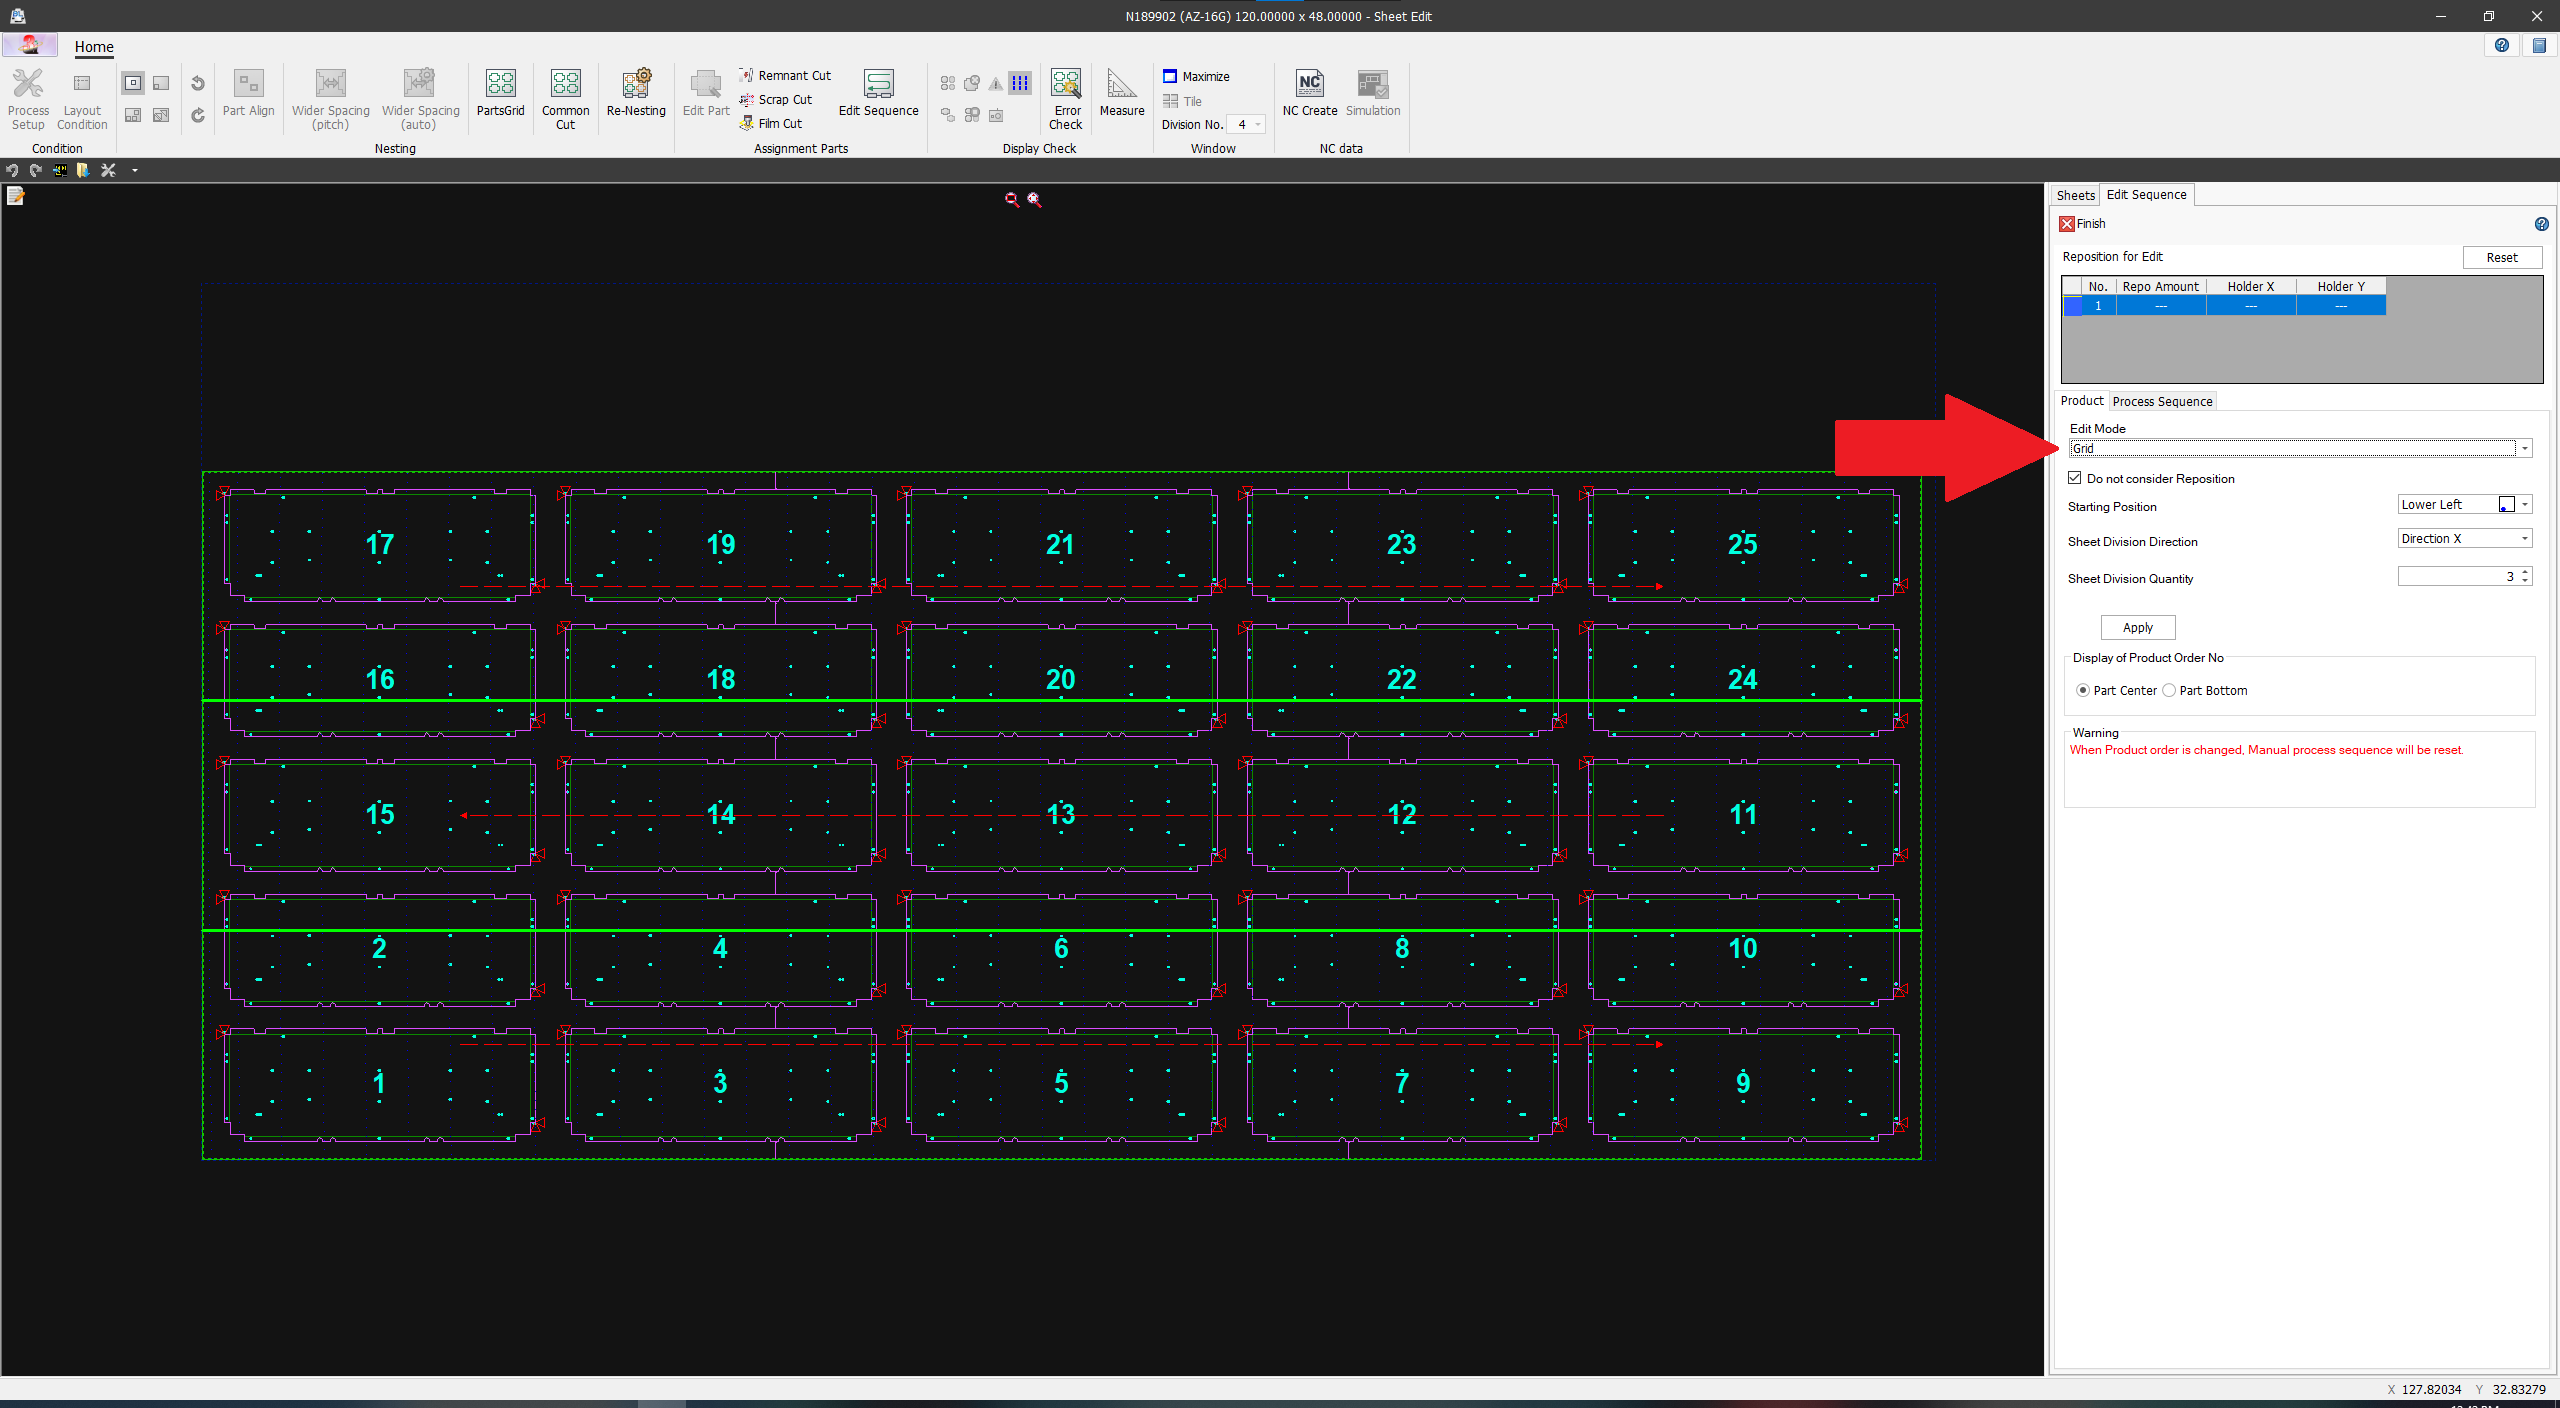 N189902 (AZ-16G) 120.00000 x 48.00000 - Sheet Edit
Home
Process Setup
Layout Condition
Condition
Part Align
Wider Spacing (pitch)
Wider Spacing (auto)
PartsGrid
Common Cut
Re-Nesting
Nesting
Edit Part
Remnant Cut
Scrap Cut
Film Cut
Edit Sequence
Assignment Parts
Error Check
Measure
Display Check
Maximize
Tile
Division No. 4
Window
NC
NC Create
Simulation
NC data
Sheets
Edit Sequence
Finish
Reposition for Edit
Reset
No. Repo Amount Holder X Holder Y
1 --- --- ---
Product
Process Sequence
Edit Mode
Grid
Do not consider Reposition
Starting Position
Lower Left
Sheet Division Direction
Direction X
Sheet Division Quantity
3
Apply
Display of Product Order No
Part Center
Part Bottom
Warning
When Product order is changed, Manual process sequence will be reset.
17 19 21 23 25
16 18 20 22 24
15 14 13 12 11
2 4 6 8 10
1 3 5 7 9
X 127.82034 Y 32.83279